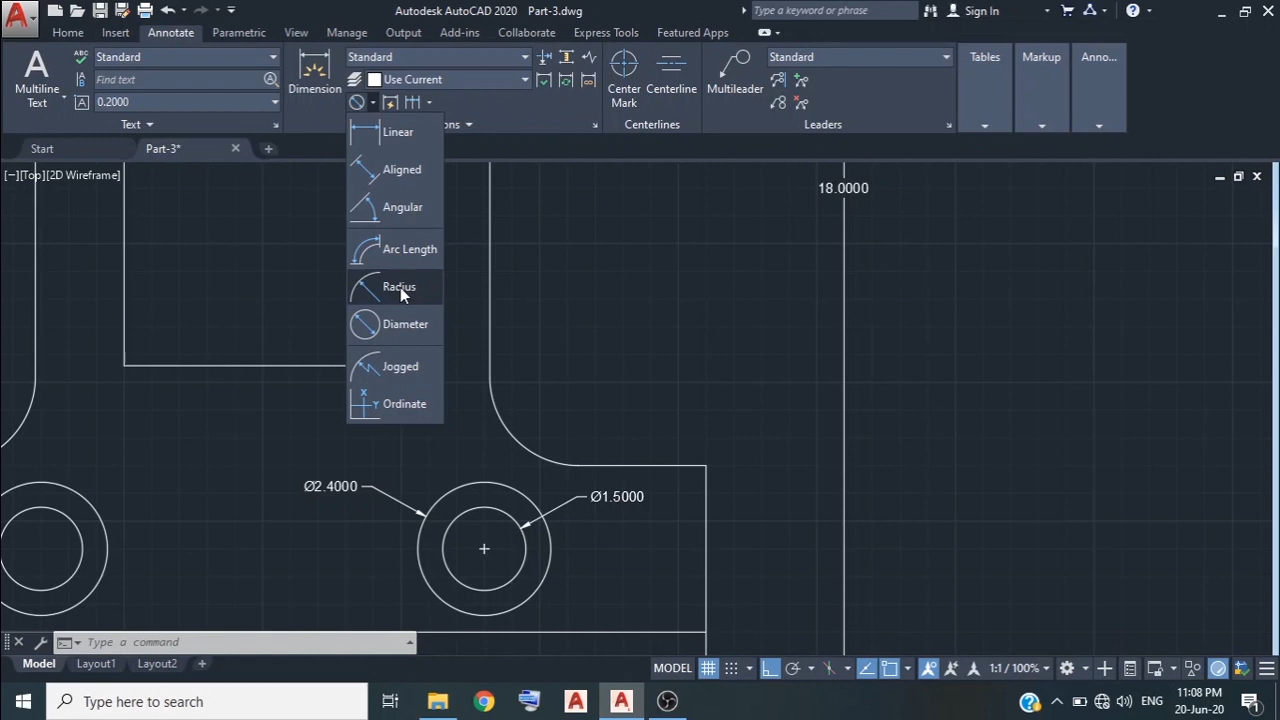 Autodesk AutoCAD 2020 Part-3.dwg
Type a keyword or phrase
Sign In
Home Insert Annotate Parametric View Manage Output Add-ins Collaborate Express Tools Featured Apps
Standard
Standard
Standard
Find text
Use Current
0.2000
Multiline
Text
Dimension
Center
Mark
Centerline
Multileader
Tables
Markup
Anno...
Text
ons
Centerlines
Leaders
Start
Part-3*
[−][Top][2D Wireframe]
Linear
Aligned
Angular
Arc Length
Radius
Diameter
Jogged
X
Y
Ordinate
18.0000
Ø2.4000
Ø1.5000
Type a command
Model Layout1 Layout2
MODEL
1:1 / 100%
Type here to search
ENG
11:08 PM
20-Jun-20
1